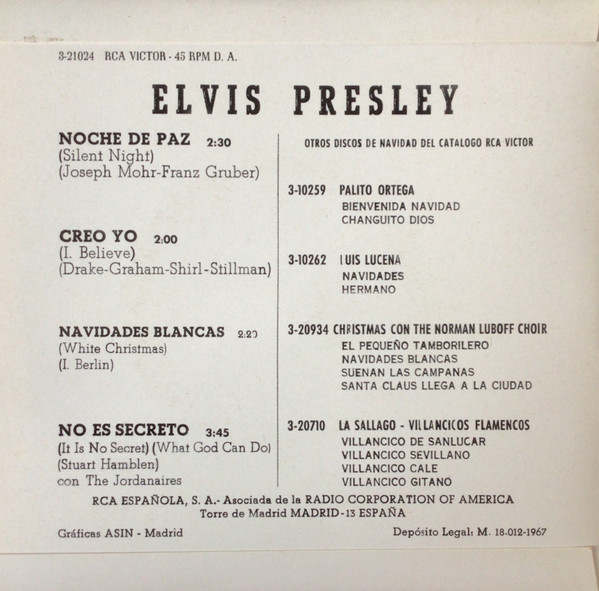 3-21024 RCA VICTOR - 45 RPM D. A.
ELVIS PRESLEY
NOCHE DE PAZ 2:30
(Silent Night)
(Joseph Mohr-Franz Gruber)
CREO YO 2:00
(I. Believe)
(Drake-Graham-Shirl-Stillman)
NAVIDADES BLANCAS 2:20
(White Christmas)
(I. Berlin)
NO ES SECRETO 3:45
(It Is No Secret) (What God Can Do)
(Stuart Hamblen)
con The Jordanaires
OTROS DISCOS DE NAVIDAD DEL CATALOGO RCA VICTOR
3-10259 PALITO ORTEGA
BIENVENIDA NAVIDAD
CHANGUITO DIOS
3-10262 LUIS LUCENA
NAVIDADES
HERMANO
3-20934 CHRISTMAS CON THE NORMAN LUBOFF CHOIR
EL PEQUEÑO TAMBORILERO
NAVIDADES BLANCAS
SUENAN LAS CAMPANAS
SANTA CLAUS LLEGA A LA CIUDAD
3-20710 LA SALLAGO - VILLANCICOS FLAMENCOS
VILLANCICO DE SANLUCAR
VILLANCICO SEVILLANO
VILLANCICO CALE
VILLANCICO GITANO
RCA ESPAÑOLA, S. A.- Asociada de la RADIO CORPORATION OF AMERICA
Torre de Madrid MADRID-13 ESPAÑA
Gráficas ASIN - Madrid
Depósito Legal: M. 18-012-1967